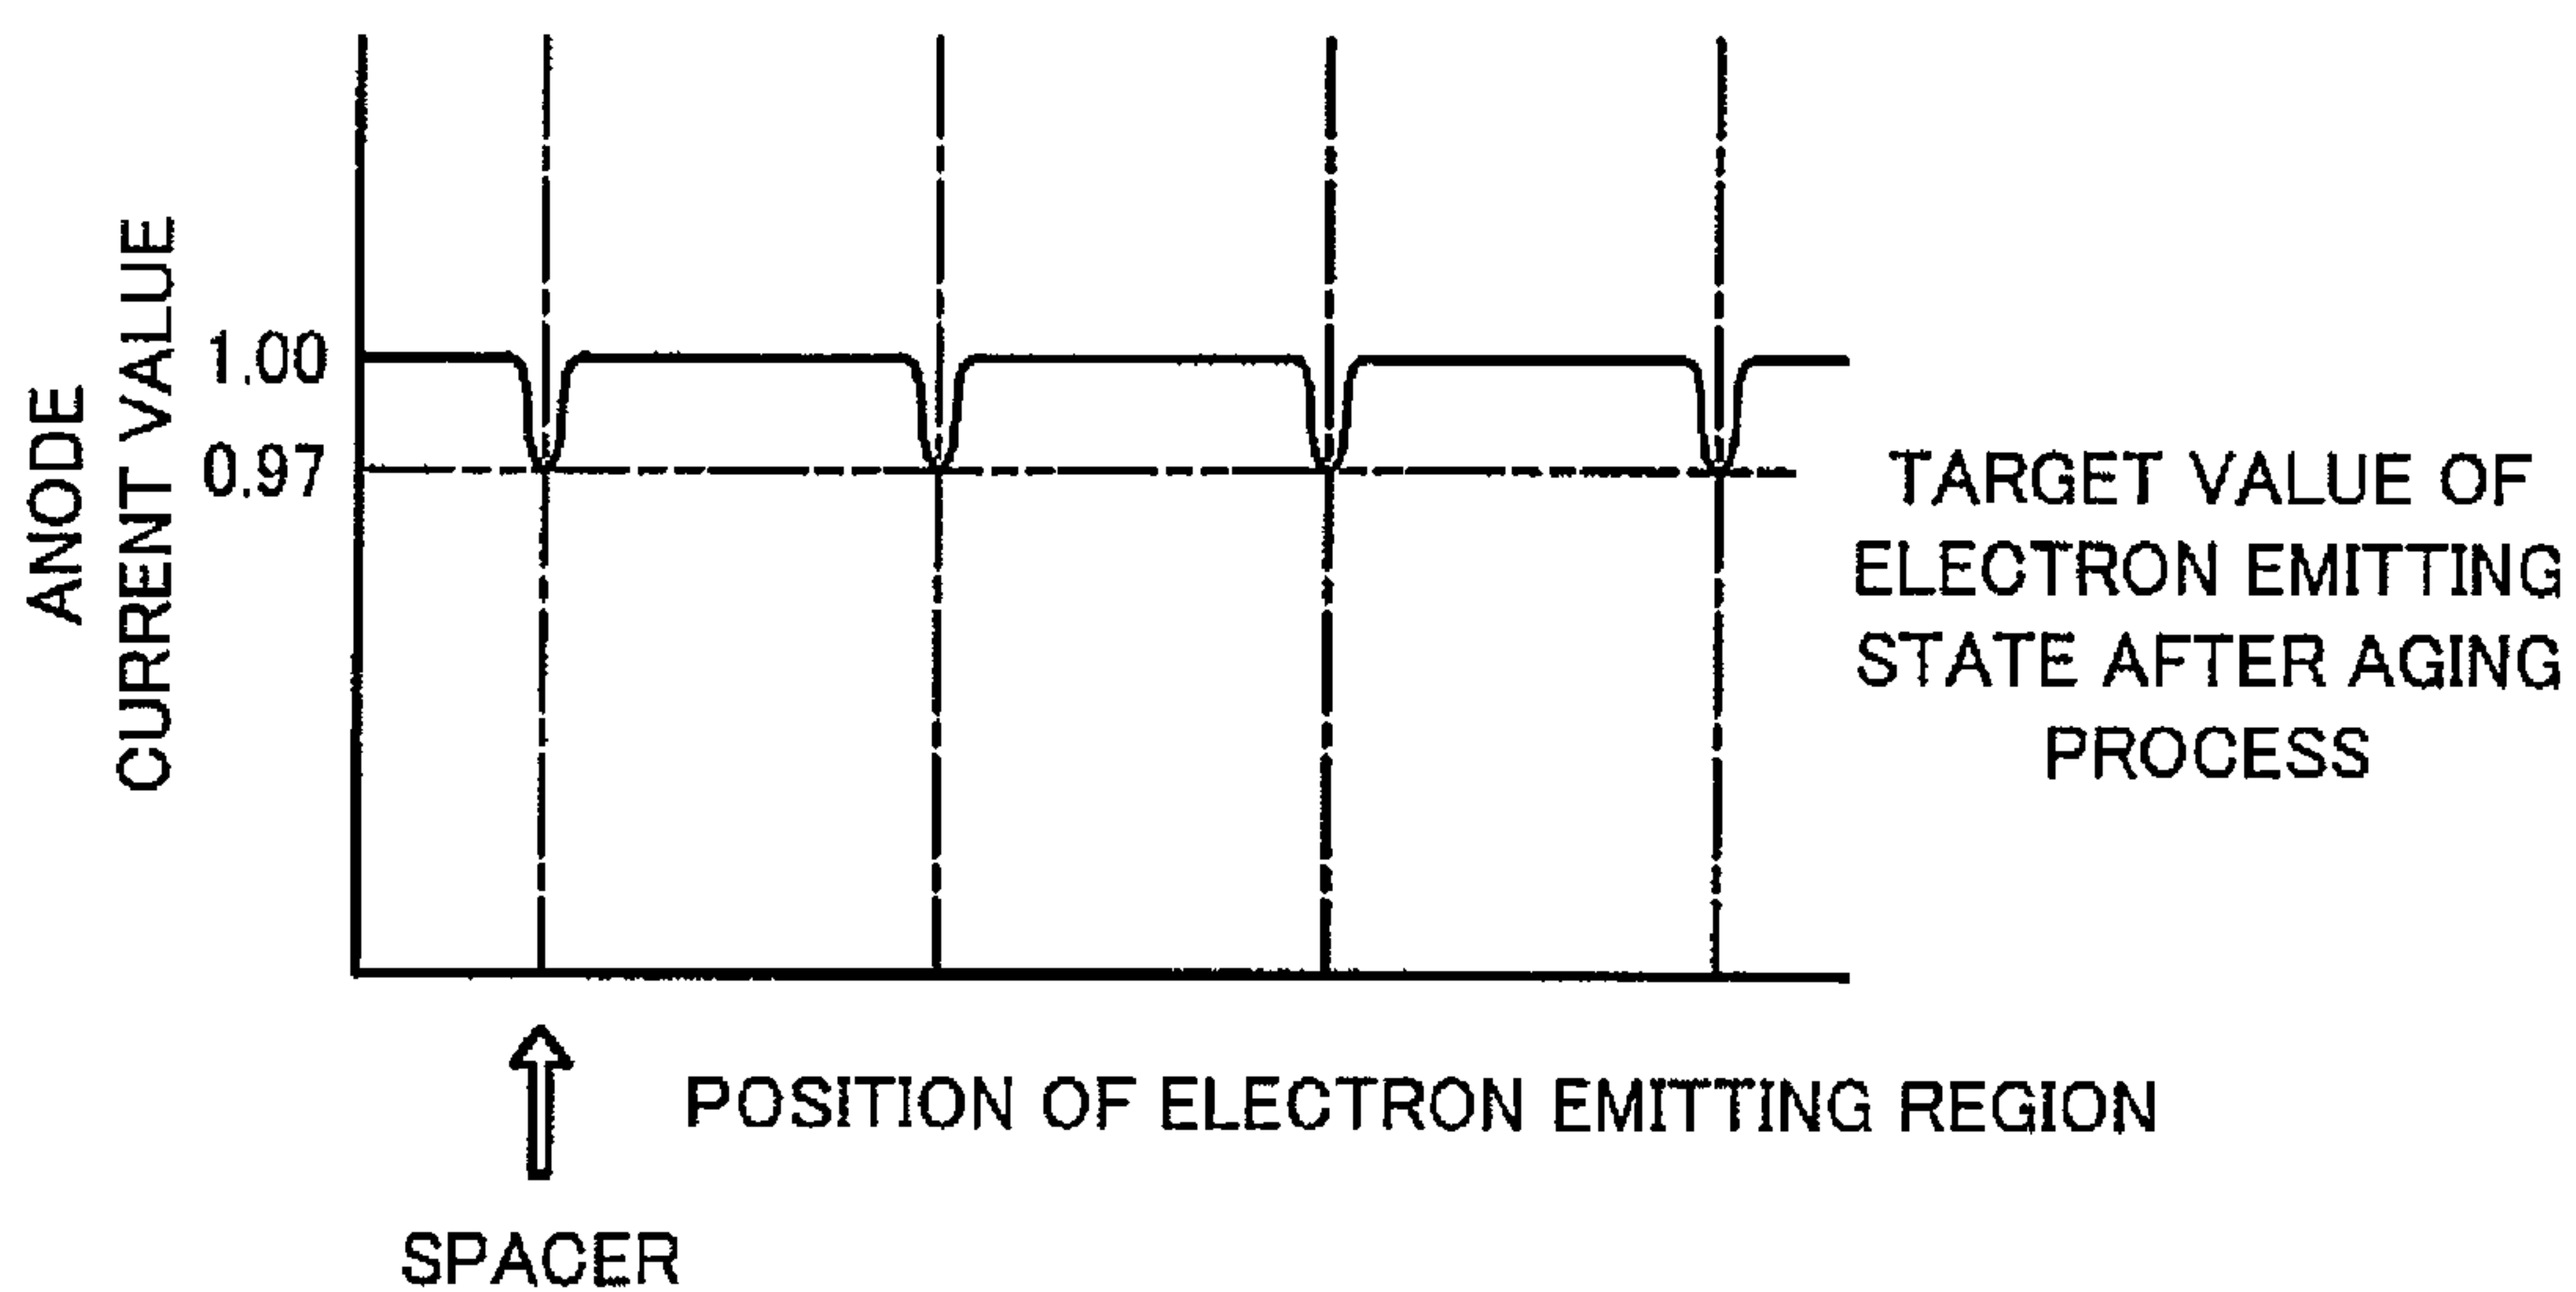 ANODE
CURRENT VALUE
1.00
0.97
TARGET VALUE OF
ELECTRON EMITTING
STATE AFTER AGING
PROCESS
POSITION OF ELECTRON EMITTING REGION
SPACER